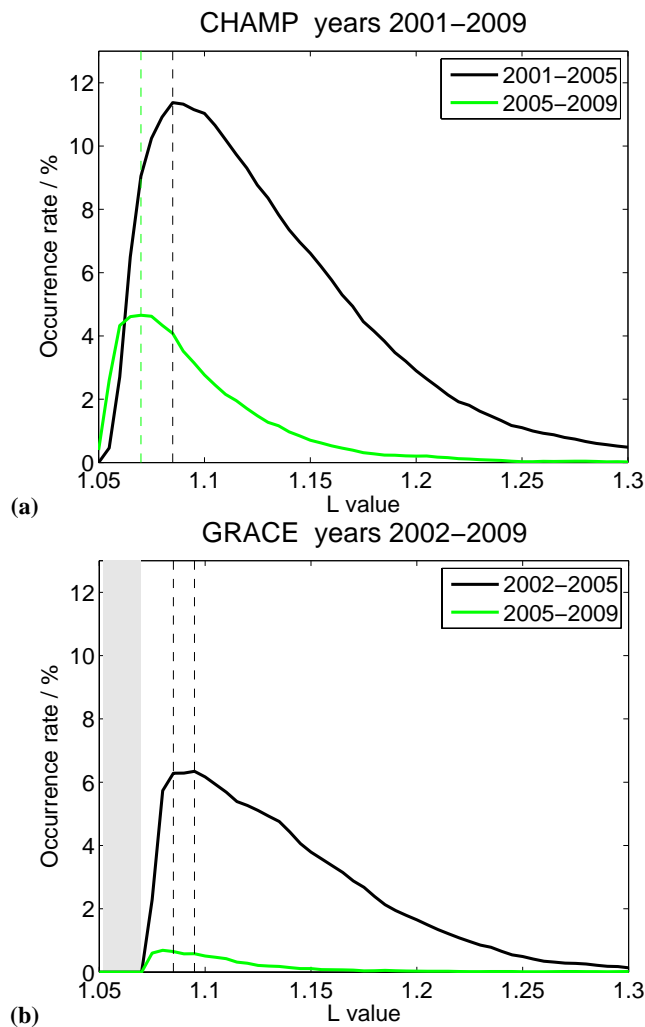 CHAMP years 2001−2009
Occurrence rate / %
12
10
8
6
4
2
0
2001−2005
2005−2009
1.05 1.1 1.15 1.2 1.25 1.3
L value
(a)
GRACE years 2002−2009
Occurrence rate / %
12
10
8
6
4
2
0
2002−2005
2005−2009
1.05 1.1 1.15 1.2 1.25 1.3
L value
(b)